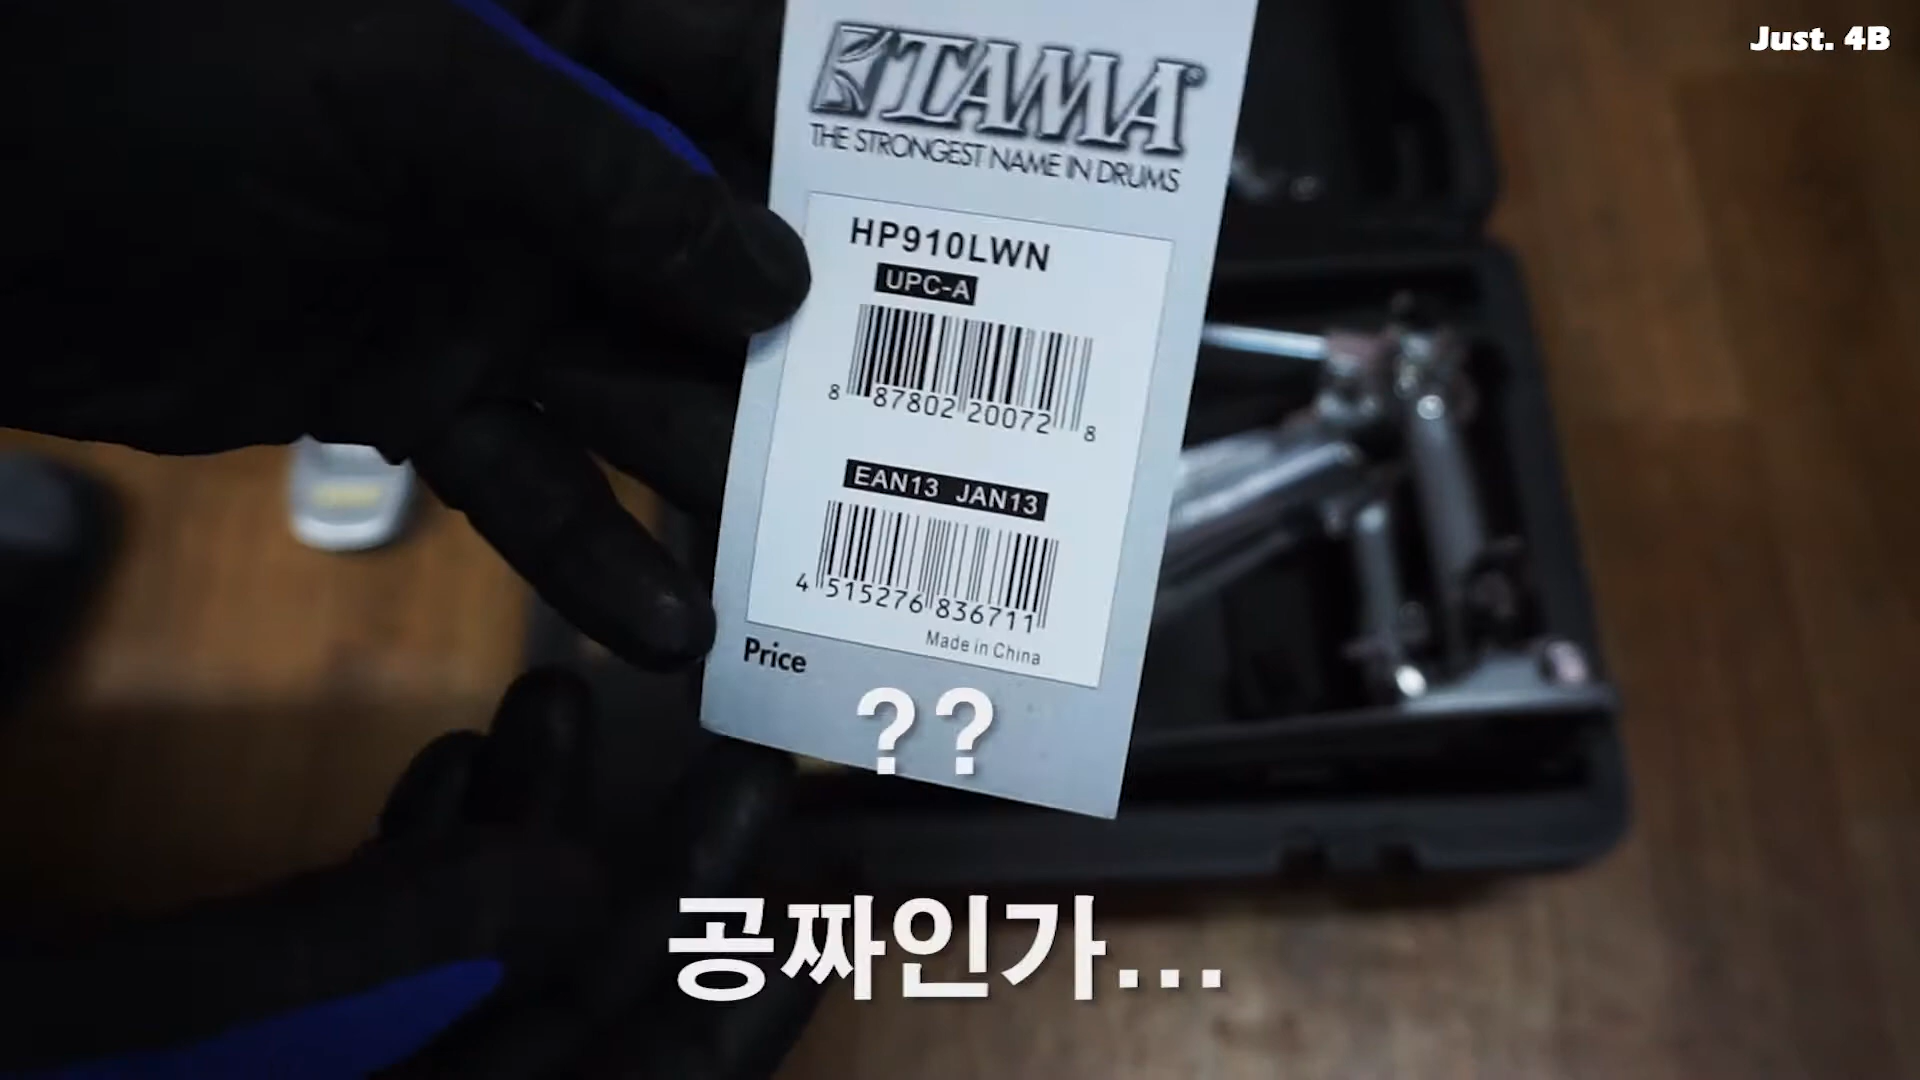 Just. 4B
TAMA®
THE STRONGEST NAME IN DRUMS
HP910LWN
UPC-A
8 87802 20072 8
EAN13 JAN13
4 515276 836711
Made in China
Price
??
공짜인가...